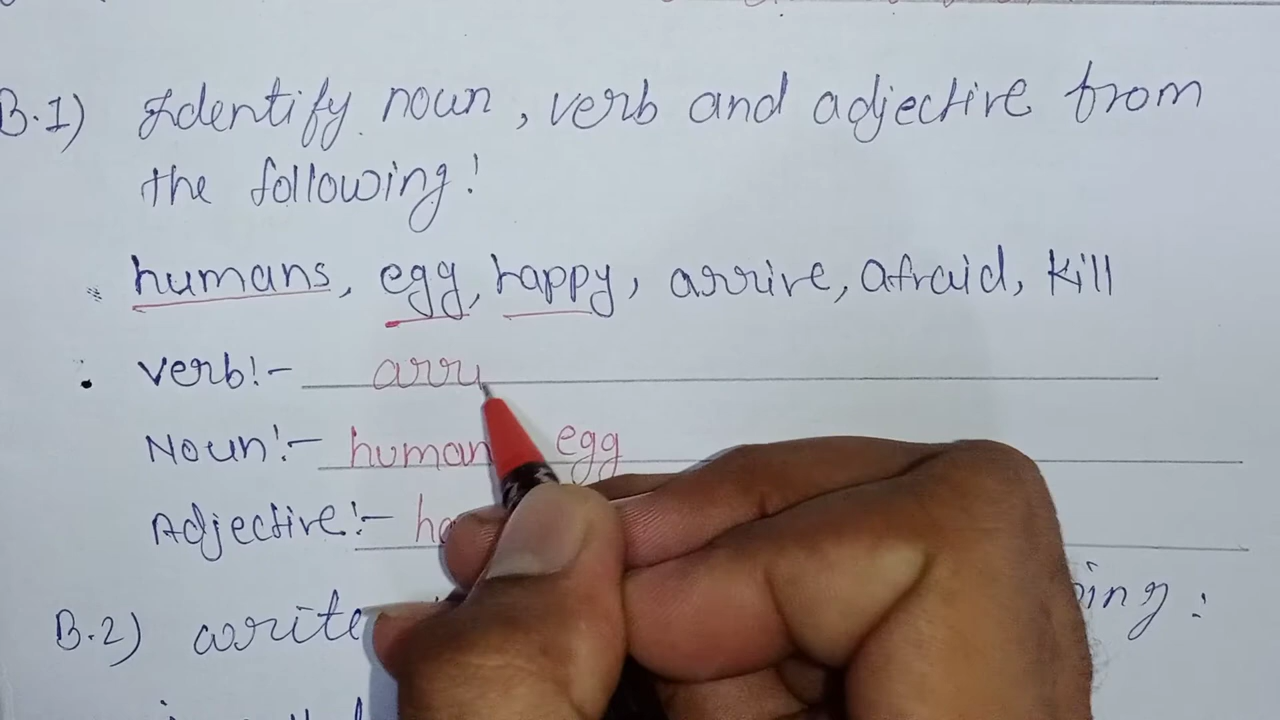 B.1) Identify noun, verb and adjective from
the following!
humans, egg, happy, arrive, afraid, kill
verb!- arri
Noun!- human egg
Adjective!- ha
B.2) write